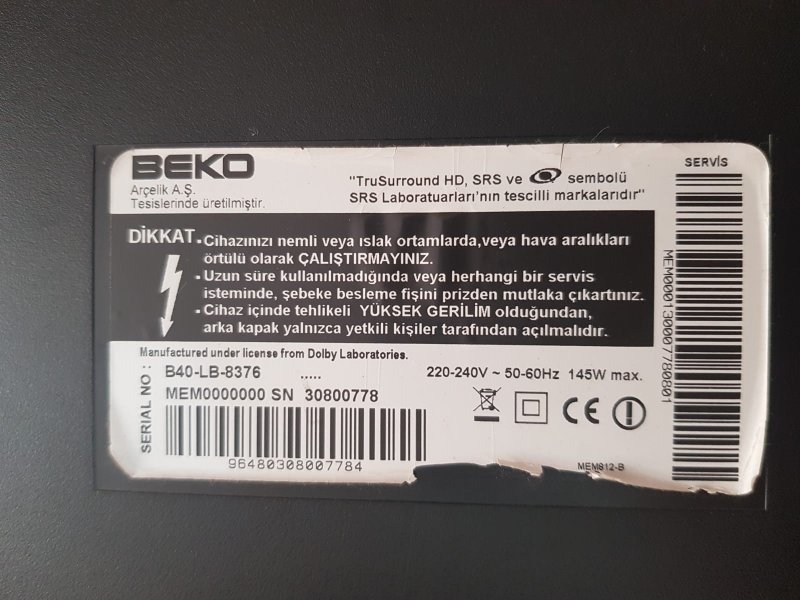 BEKO
Arçelik A.Ş.
Tesislerinde üretilmiştir.
"TruSurround HD, SRS ve sembolü
SRS Laboratuarları'nın tescilli markalarıdır"
SERVİS
DİKKAT
Cihazınızı nemli veya ıslak ortamlarda,veya hava aralıkları
örtülü olarak ÇALIŞTIRMAYINIZ.
Uzun süre kullanılmadığında veya herhangi bir servis
isteminde, şebeke besleme fişini prizden mutlaka çıkartınız.
Cihaz içinde tehlikeli YÜKSEK GERİLİM olduğundan,
arka kapak yalnızca yetkili kişiler tarafından açılmalıdır.
Manufactured under license from Dolby Laboratories.
B40-LB-8376 ..... 220-240V ~ 50-60Hz 145W max.
SERIAL NO :
MEM0000000 SN 30800778
96480308007784
CE
MEM812-B